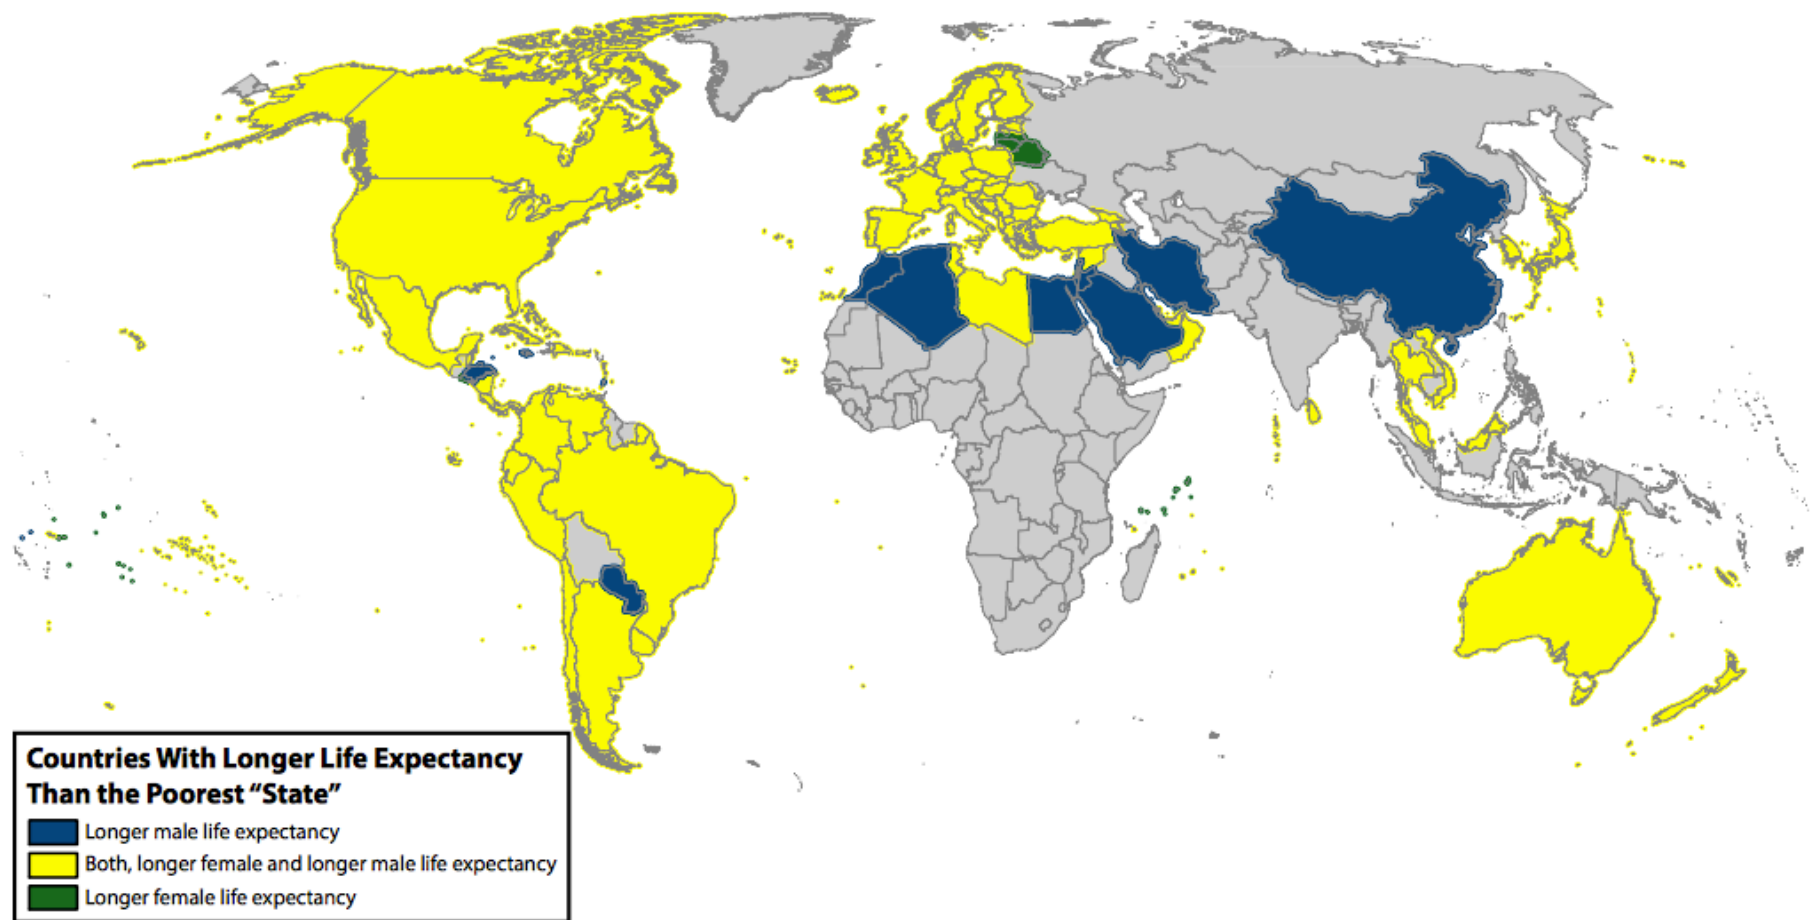 Countries With Longer Life Expectancy
Than the Poorest “State”
Longer male life expectancy
Both, longer female and longer male life expectancy
Longer female life expectancy